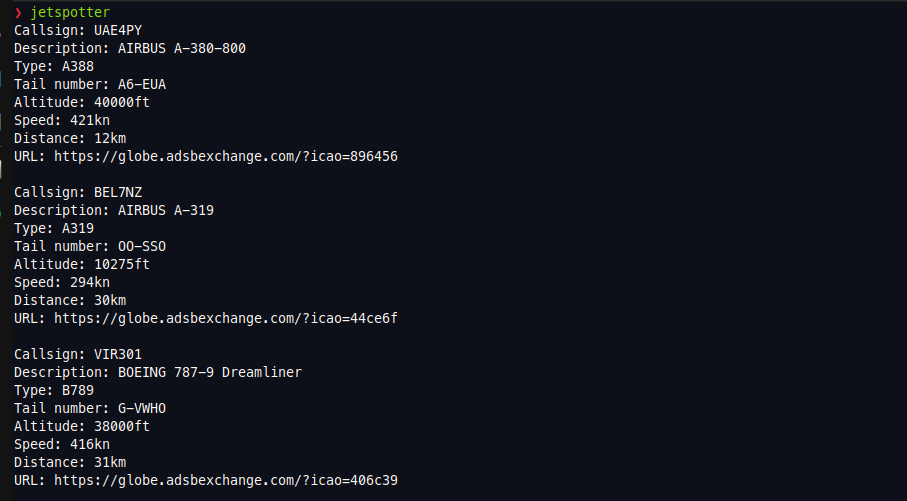 ❯ jetspotter
Callsign: UAE4PY
Description: AIRBUS A-380-800
Type: A388
Tail number: A6-EUA
Altitude: 40000ft
Speed: 421kn
Distance: 12km
URL: https://globe.adsbexchange.com/?icao=896456

Callsign: BEL7NZ
Description: AIRBUS A-319
Type: A319
Tail number: OO-SSO
Altitude: 10275ft
Speed: 294kn
Distance: 30km
URL: https://globe.adsbexchange.com/?icao=44ce6f

Callsign: VIR301
Description: BOEING 787-9 Dreamliner
Type: B789
Tail number: G-VWHO
Altitude: 38000ft
Speed: 416kn
Distance: 31km
URL: https://globe.adsbexchange.com/?icao=406c39